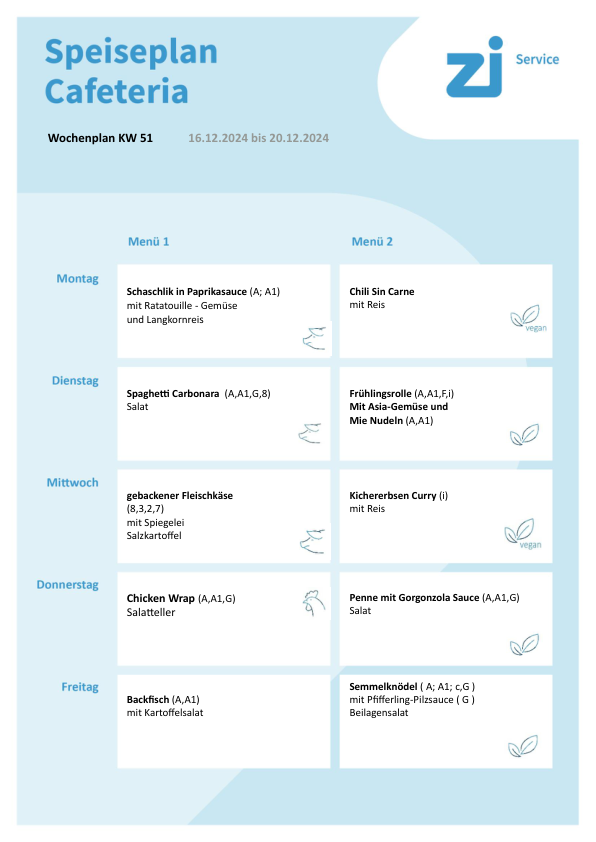 Speiseplan
Cafeteria
zi Service
Wochenplan KW 51 16.12.2024 bis 20.12.2024
Menü 1 Menü 2
Montag
Schaschlik in Paprikasauce (A; A1)
mit Ratatouille - Gemüse
und Langkornreis
Chili Sin Carne
mit Reis
vegan
Dienstag
Spaghetti Carbonara (A,A1,G,8)
Salat
Frühlingsrolle (A,A1,F,i)
Mit Asia-Gemüse und
Mie Nudeln (A,A1)
Mittwoch
gebackener Fleischkäse
(8,3,2,7)
mit Spiegelei
Salzkartoffel
Kichererbsen Curry (i)
mit Reis
vegan
Donnerstag
Chicken Wrap (A,A1,G)
Salatteller
Penne mit Gorgonzola Sauce (A,A1,G)
Salat
Freitag
Backfisch (A,A1)
mit Kartoffelsalat
Semmelknödel ( A; A1; c,G )
mit Pfifferling-Pilzsauce ( G )
Beilagensalat